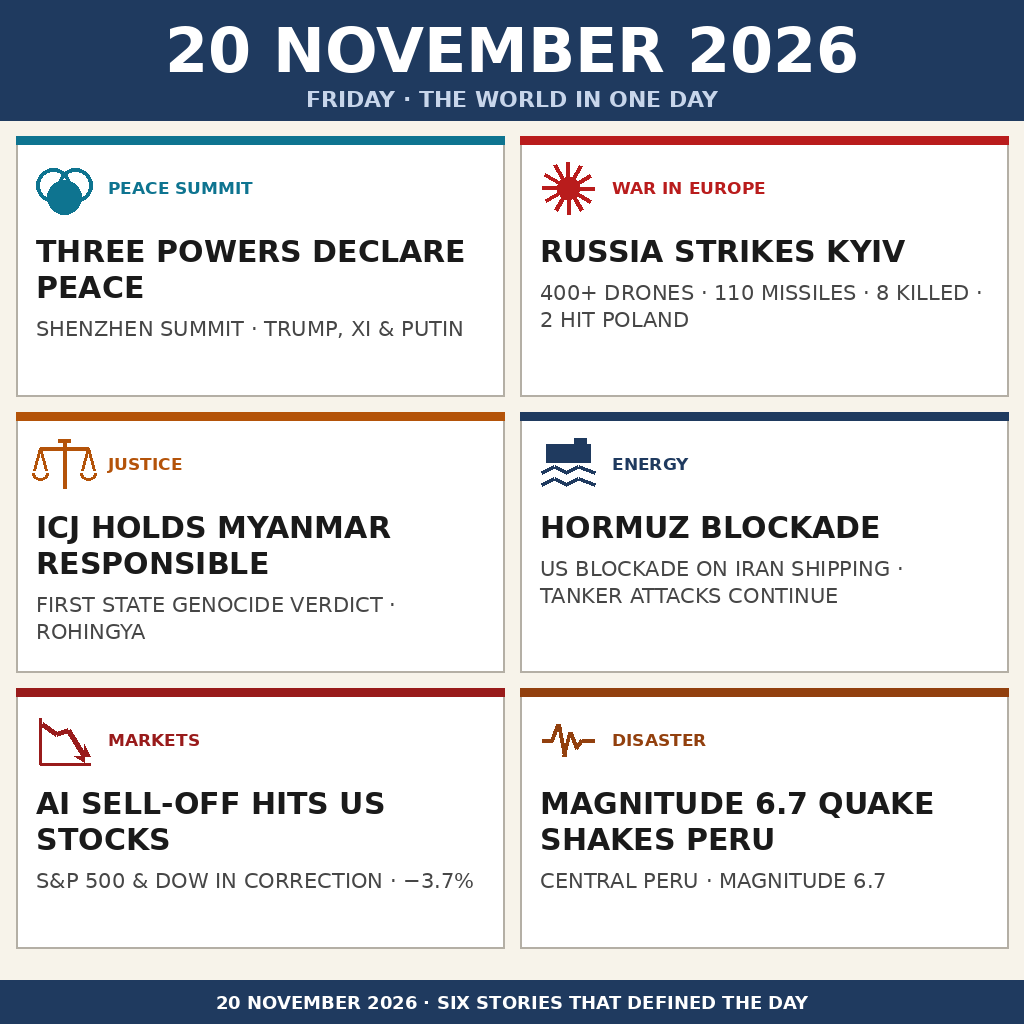 20 NOVEMBER 2026
FRIDAY · THE WORLD IN ONE DAY
PEACE SUMMIT
THREE POWERS DECLARE
PEACE
SHENZHEN SUMMIT · TRUMP, XI & PUTIN
WAR IN EUROPE
RUSSIA STRIKES KYIV
400+ DRONES · 110 MISSILES · 8 KILLED ·
2 HIT POLAND
JUSTICE
ICJ HOLDS MYANMAR
RESPONSIBLE
FIRST STATE GENOCIDE VERDICT ·
ROHINGYA
ENERGY
HORMUZ BLOCKADE
US BLOCKADE ON IRAN SHIPPING ·
TANKER ATTACKS CONTINUE
MARKETS
AI SELL-OFF HITS US
STOCKS
S&P 500 & DOW IN CORRECTION · −3.7%
DISASTER
MAGNITUDE 6.7 QUAKE
SHAKES PERU
CENTRAL PERU · MAGNITUDE 6.7
20 NOVEMBER 2026 · SIX STORIES THAT DEFINED THE DAY